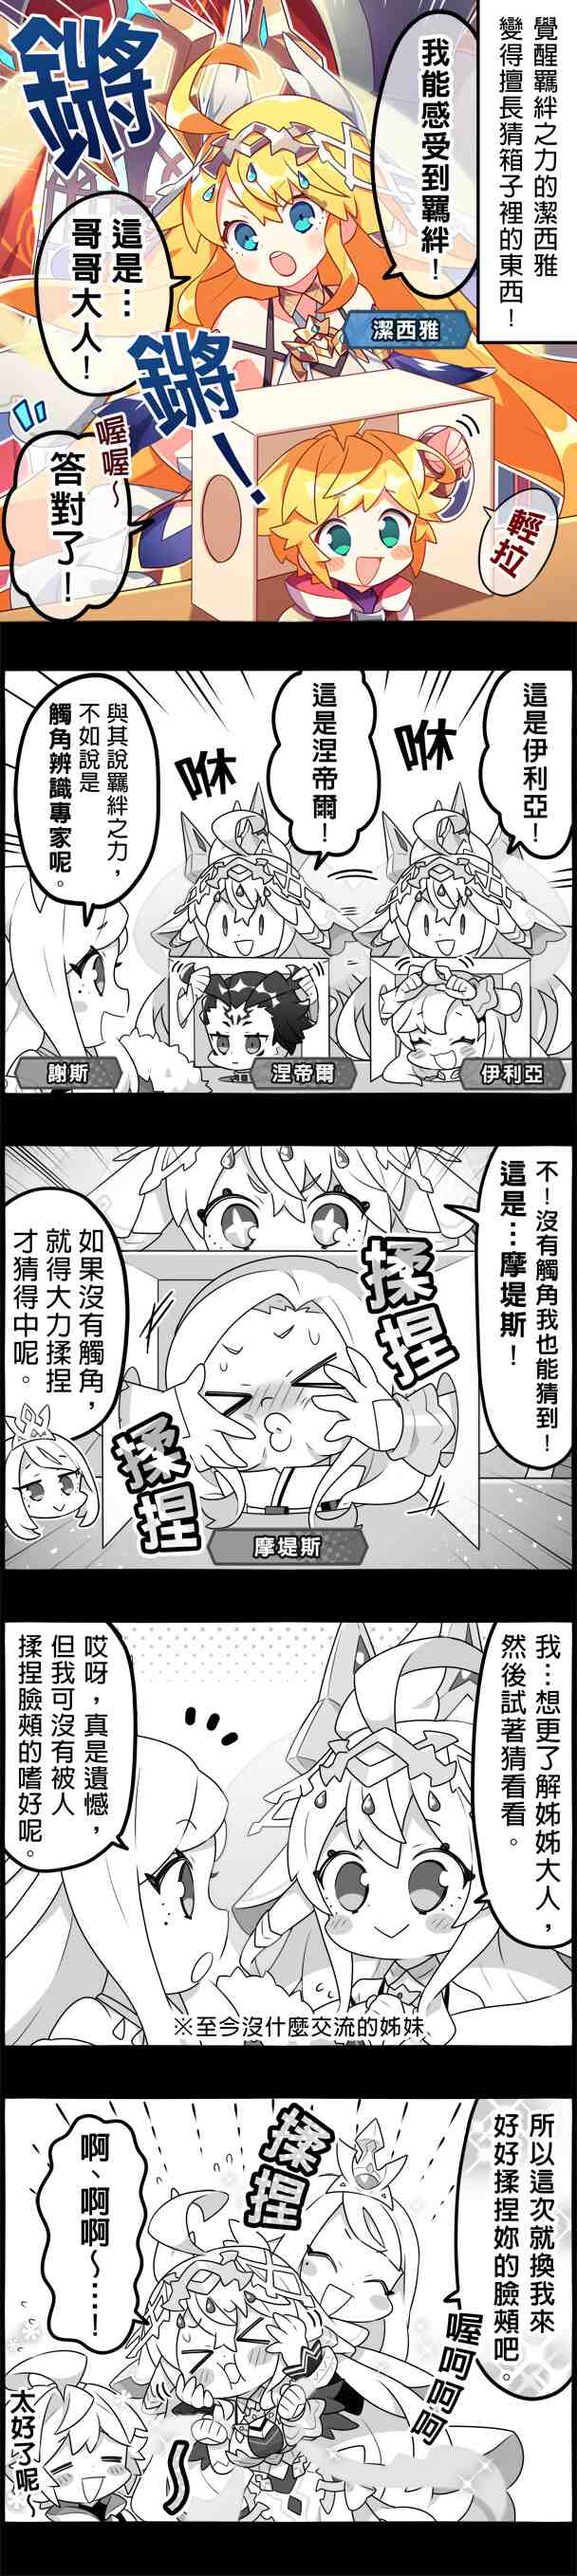 覺醒羈絆之力的潔西雅
變得擅長猜箱子裡的東西！
我能感受到羈絆！
鏘
潔西雅
這是…
哥哥大人！
鏘！
輕拉
喔喔～
答對了！
這是伊利亞！
咻
這是涅帝爾！
咻
與其說羈絆之力，
不如說是
觸角辨識專家呢。
伊利亞
涅帝爾
謝斯
不！沒有觸角我也能猜到！
這是…摩堤斯！
揉捏
揉捏
如果沒有觸角，
就得大力揉捏
才猜得中呢。
摩堤斯
我…想更了解姊姊大人，
然後試著猜看看。
哎呀，真是遺憾，
但我可沒有被人
揉捏臉頰的嗜好呢。
※至今沒什麼交流的姊妹
所以這次就換我來
好好揉捏妳的臉頰吧。
喔呵呵呵
揉捏
啊、啊啊～…！
太好了呢